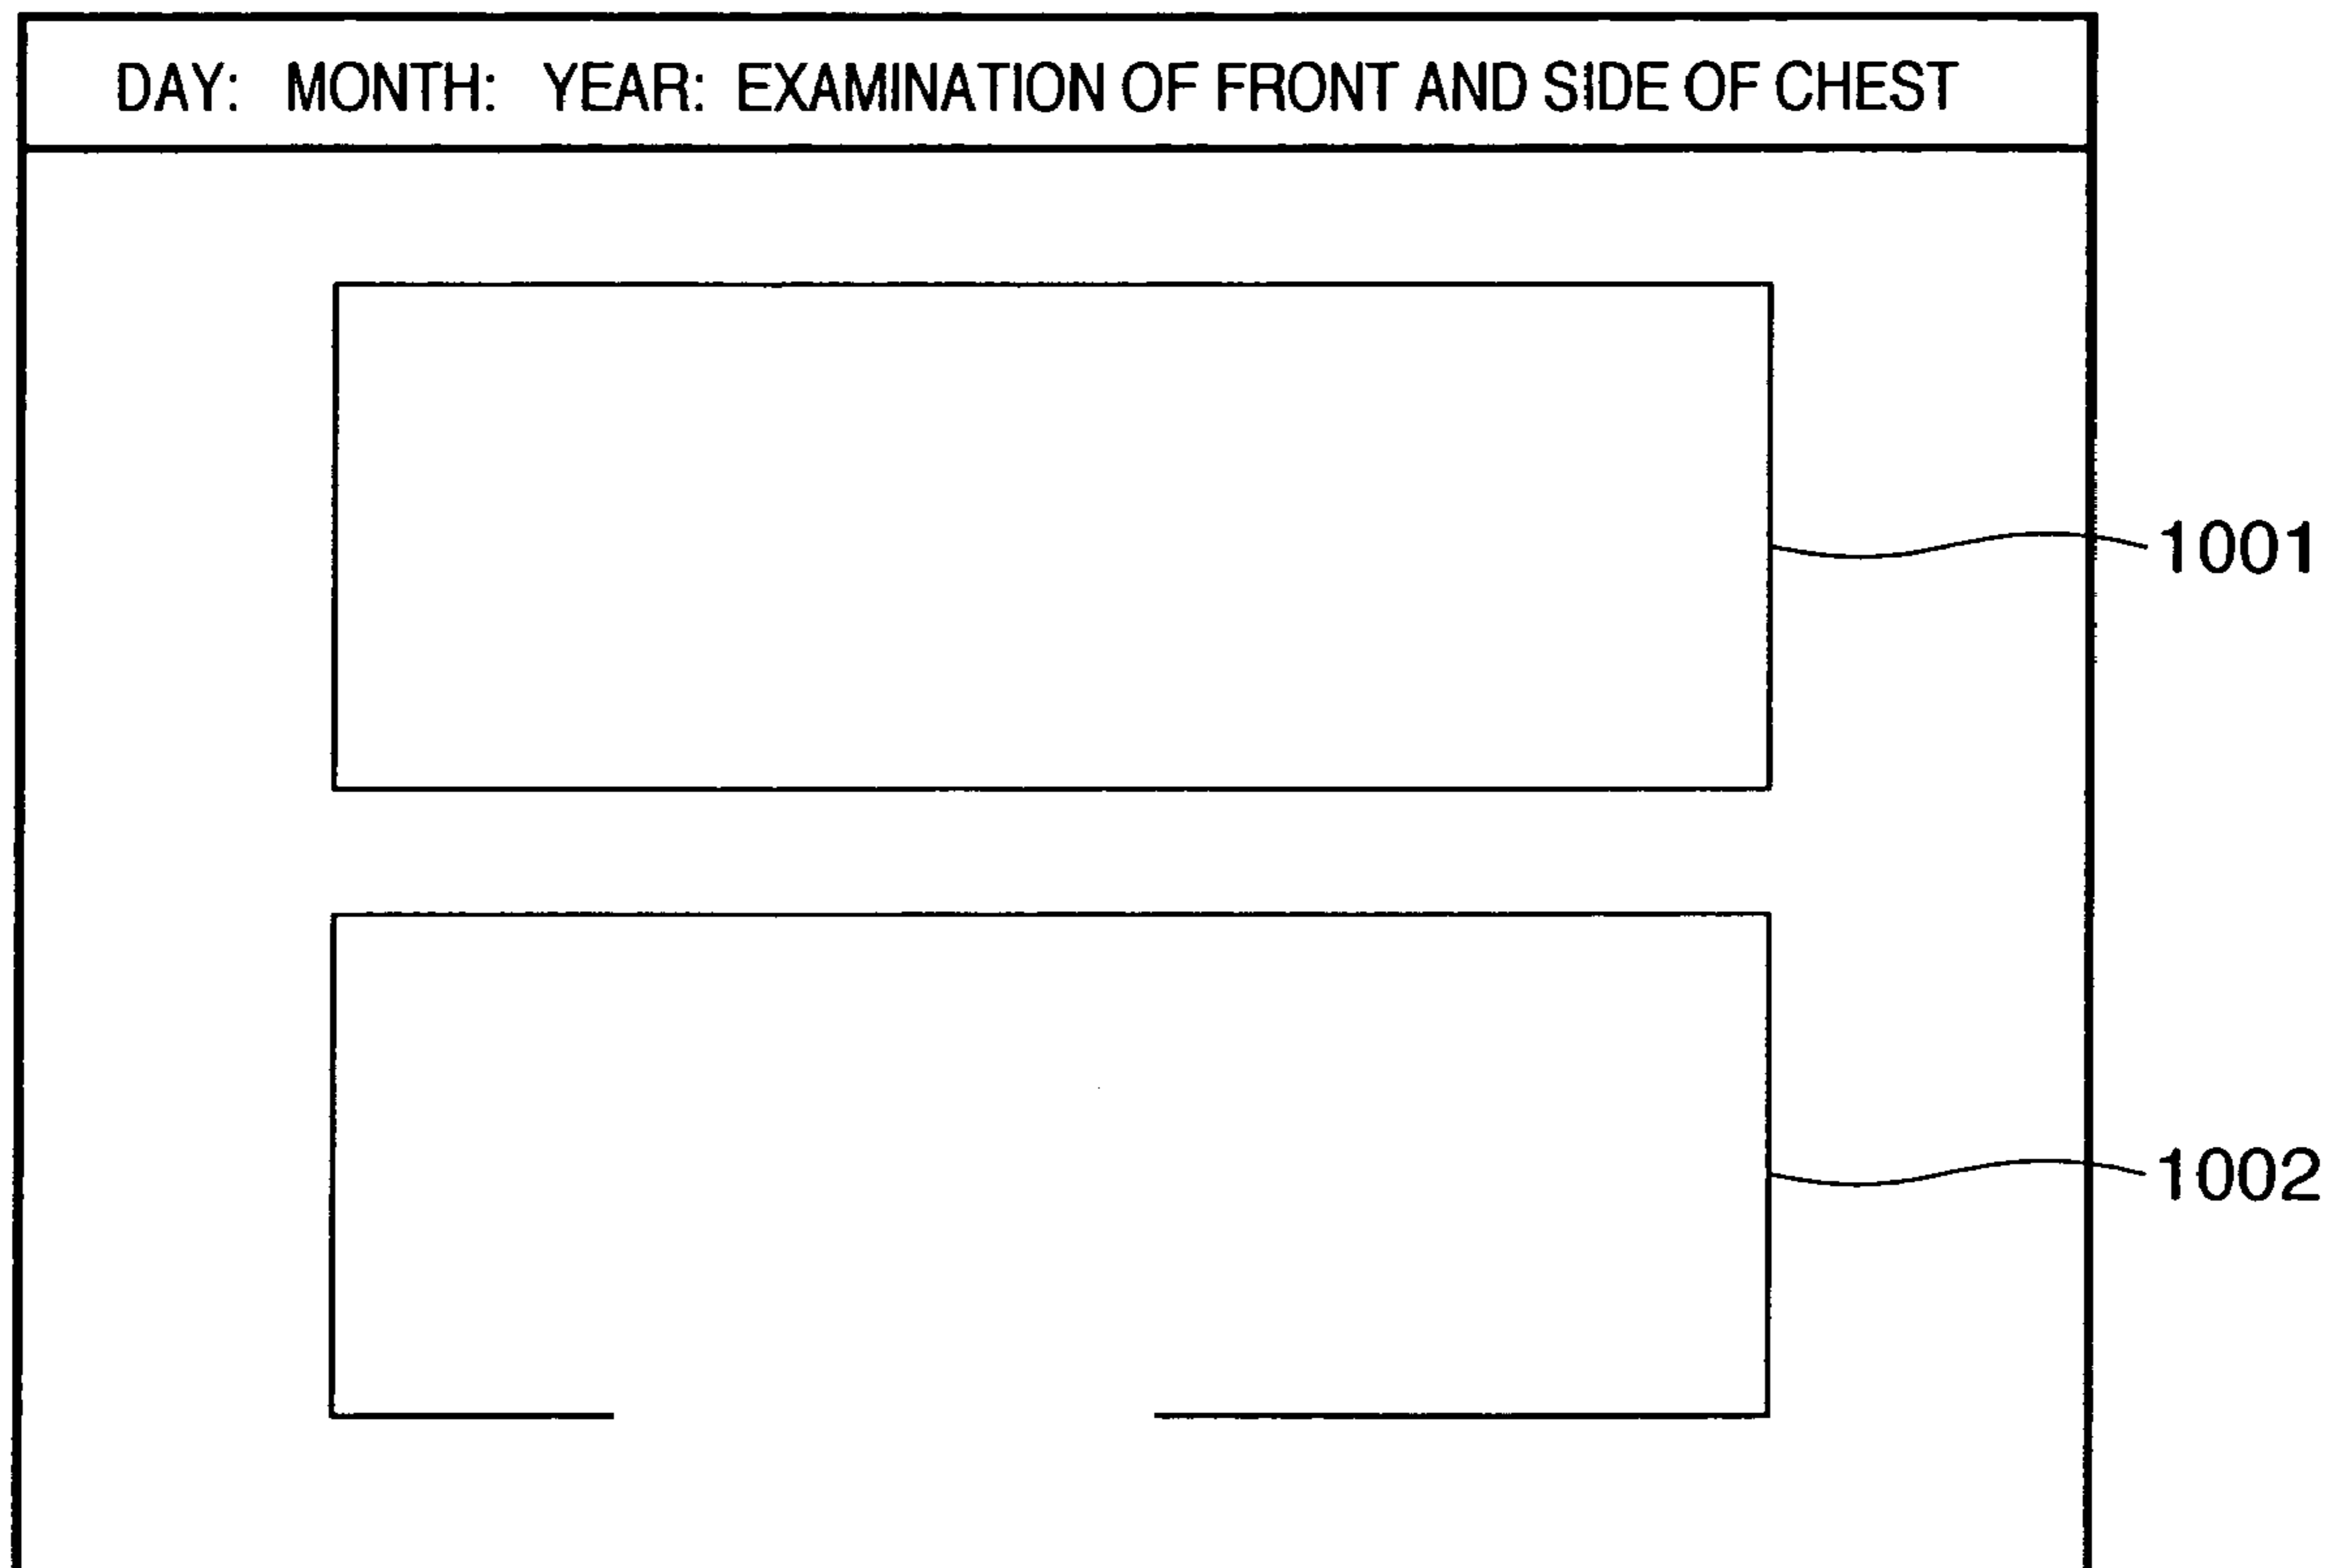 DAY: MONTH: YEAR: EXAMINATION OF FRONT AND SIDE OF CHEST
1001
1002